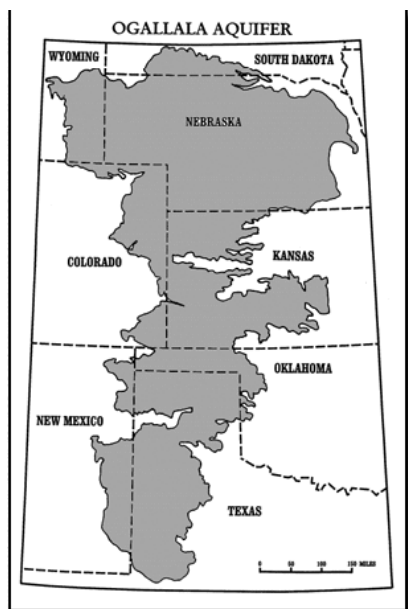 OGALLALA AQUIFER
WYOMING
SOUTH DAKOTA
NEBRASKA
COLORADO
KANSAS
OKLAHOMA
NEW MEXICO
TEXAS
0 50 100 150 MILES